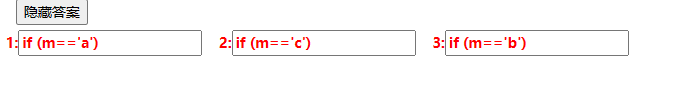 隐藏答案
1: if (m=='a') 2: if (m=='c') 3: if (m=='b')